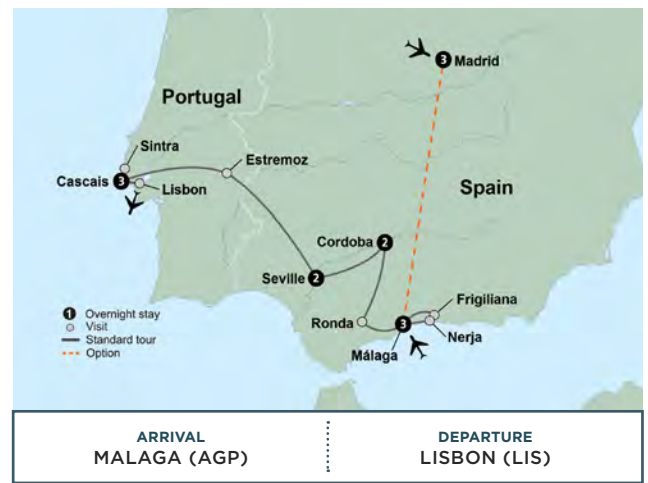 3 Madrid
Portugal
Sintra
Estremoz
Cascais 3
Lisbon
Spain
Cordoba 2
Seville 2
Frigiliana
1 Overnight stay
Visit
Standard tour
Option
Ronda
3
Málaga
Nerja
ARRIVAL
MALAGA (AGP)
DEPARTURE
LISBON (LIS)